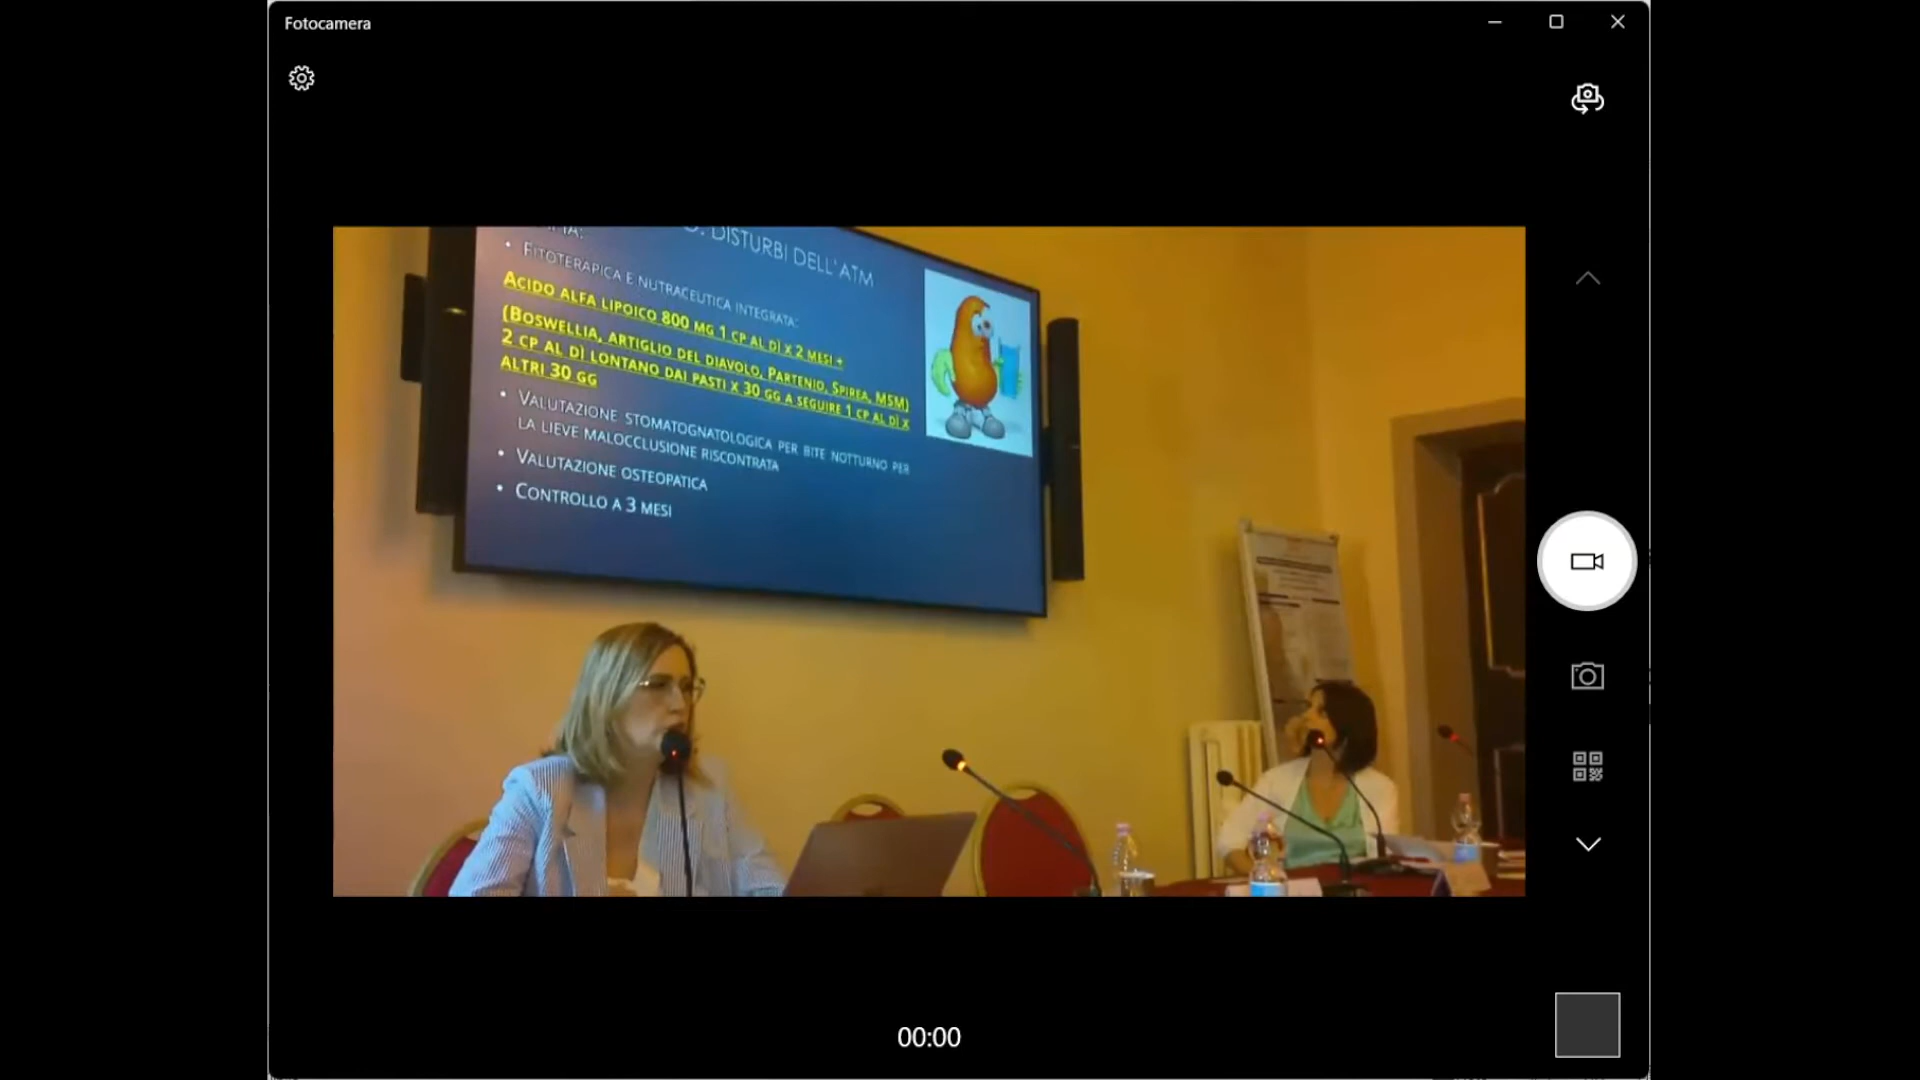 Fotocamera
DISTURBI DELL'ATM
• FITOTERAPICA E NUTRACEUTICA INTEGRATA:
ACIDO ALFA LIPOICO 800 MG 1 CP AL DÌ X 2 MESI +
(BOSWELLIA, ARTIGLIO DEL DIAVOLO, PARTENIO, SPIREA, MSM)
2 CP AL DÌ LONTANO DAI PASTI X 30 GG A SEGUIRE 1 CP AL DÌ X
ALTRI 30 GG
• VALUTAZIONE STOMATOGNATOLOGICA PER BITE NOTTURNO PER
LA LIEVE MALOCCLUSIONE RISCONTRATA
• VALUTAZIONE OSTEOPATICA
• CONTROLLO A 3 MESI
00:00